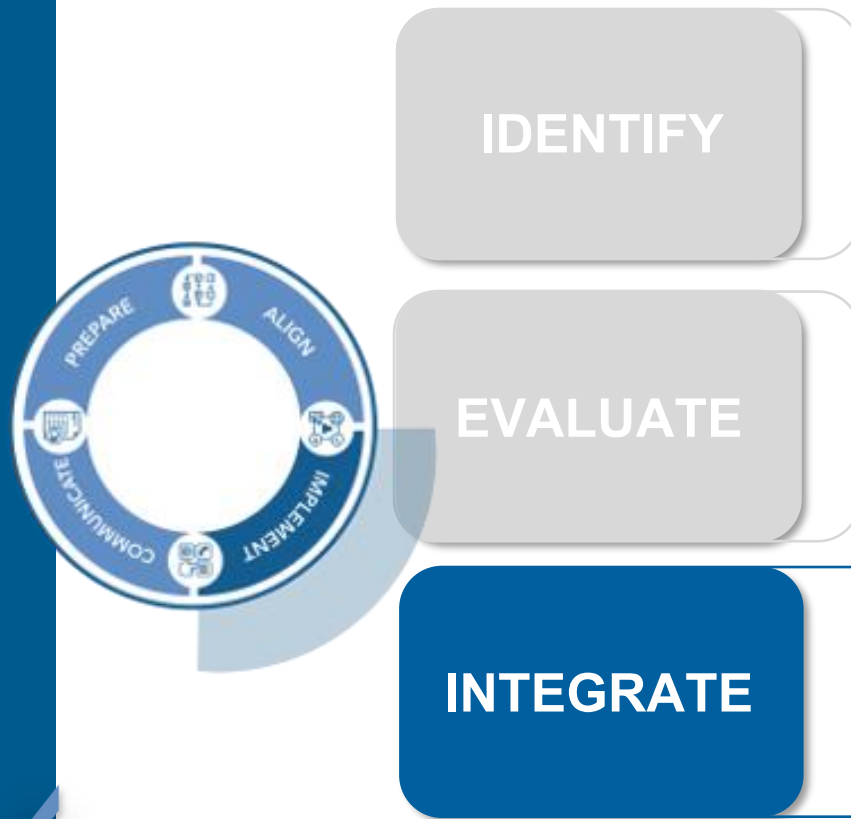 IDENTIFY
PREPARE
ALIGN
EVALUATE
COMMUNICATE
IMPLEMENT
INTEGRATE